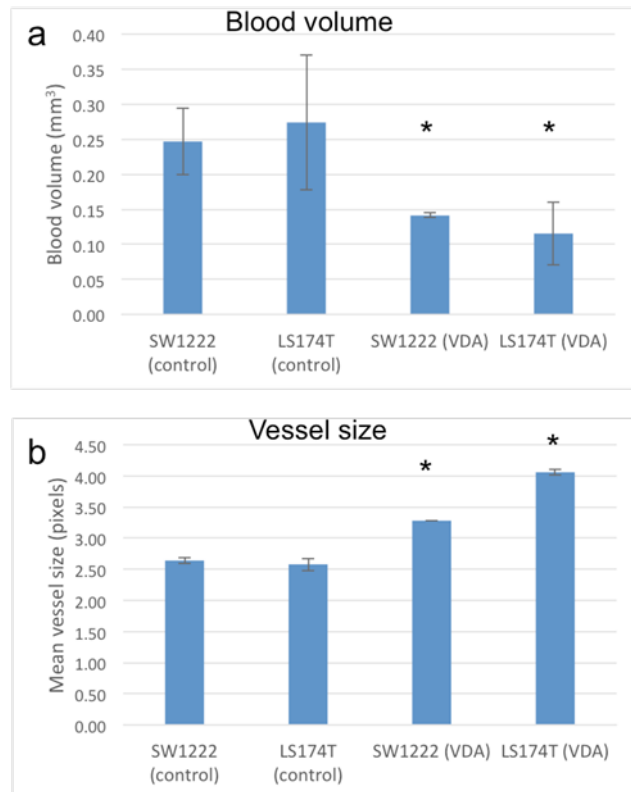 a
Blood volume
Blood volume (mm³)
0.40
0.35
0.30
0.25
0.20
0.15
0.10
0.05
0.00
* *
SW1222 LS174T SW1222 (VDA) LS174T (VDA)
(control) (control)
b
Vessel size
Mean vessel size (pixels)
4.50
4.00
3.50
3.00
2.50
2.00
1.50
1.00
0.50
0.00
* *
SW1222 LS174T SW1222 (VDA) LS174T (VDA)
(control) (control)